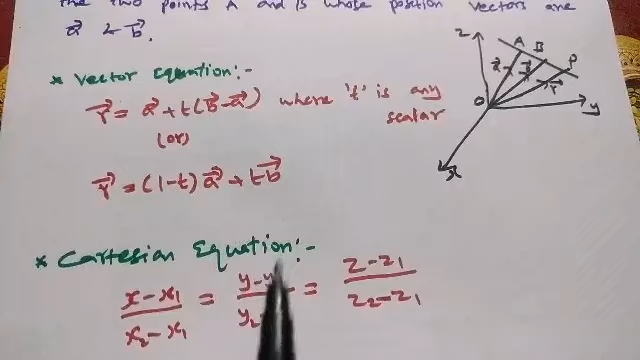 the two points A and B whose position vectors are
a⃗ & b⃗.
* Vector Equation:-
r⃗ = a⃗ + t(b⃗ - a⃗) where 't' is any
scalar
(or)
r⃗ = (1-t) a⃗ + t b⃗
* Cartesian Equation:-
x - x₁ / x₂ - x₁ = y - y / y₂ - = z - z₁ / z₂ - z₁
z
A
B
P
a⃗
b⃗
r⃗
O
y
x